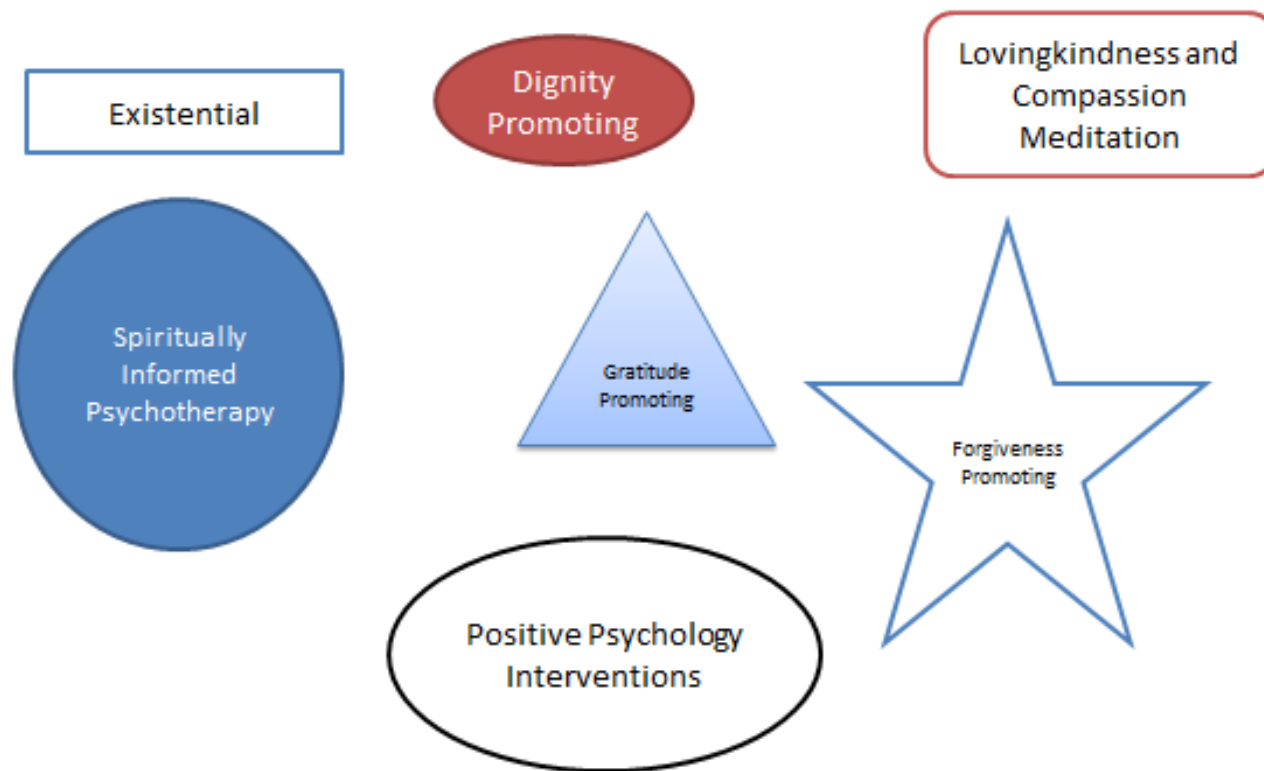 Existential
Dignity
Promoting
Lovingkindness and
Compassion
Meditation
Spiritually
Informed
Psychotherapy
Gratitude
Promoting
Forgiveness
Promoting
Positive Psychology
Interventions